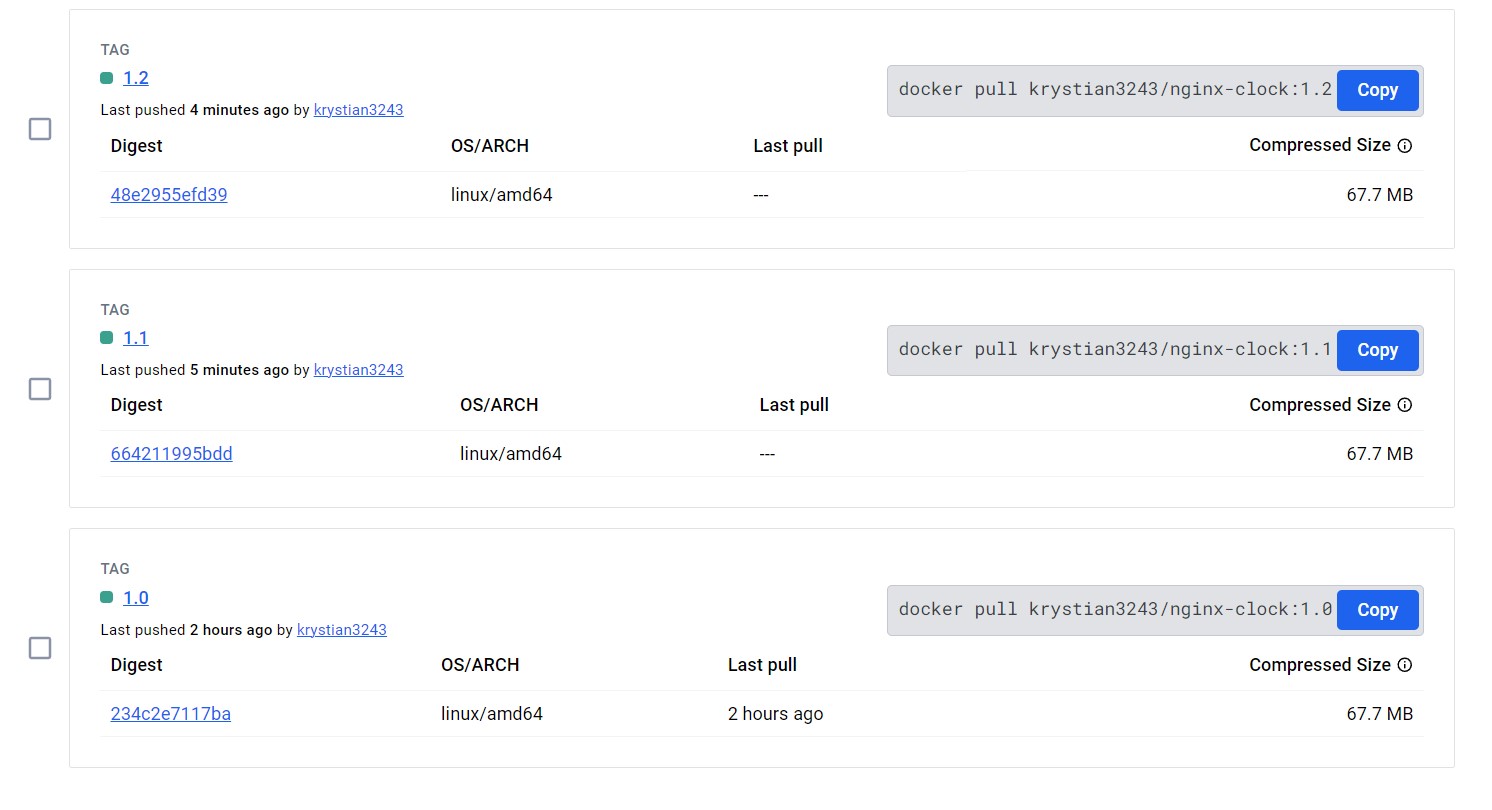 TAG
1.2
docker pull krystian3243/nginx-clock:1.2 Copy
Last pushed 4 minutes ago by krystian3243
Digest OS/ARCH Last pull Compressed Size
48e2955efd39 linux/amd64 --- 67.7 MB
TAG
1.1
docker pull krystian3243/nginx-clock:1.1 Copy
Last pushed 5 minutes ago by krystian3243
Digest OS/ARCH Last pull Compressed Size
664211995bdd linux/amd64 --- 67.7 MB
TAG
1.0
docker pull krystian3243/nginx-clock:1.0 Copy
Last pushed 2 hours ago by krystian3243
Digest OS/ARCH Last pull Compressed Size
234c2e7117ba linux/amd64 2 hours ago 67.7 MB